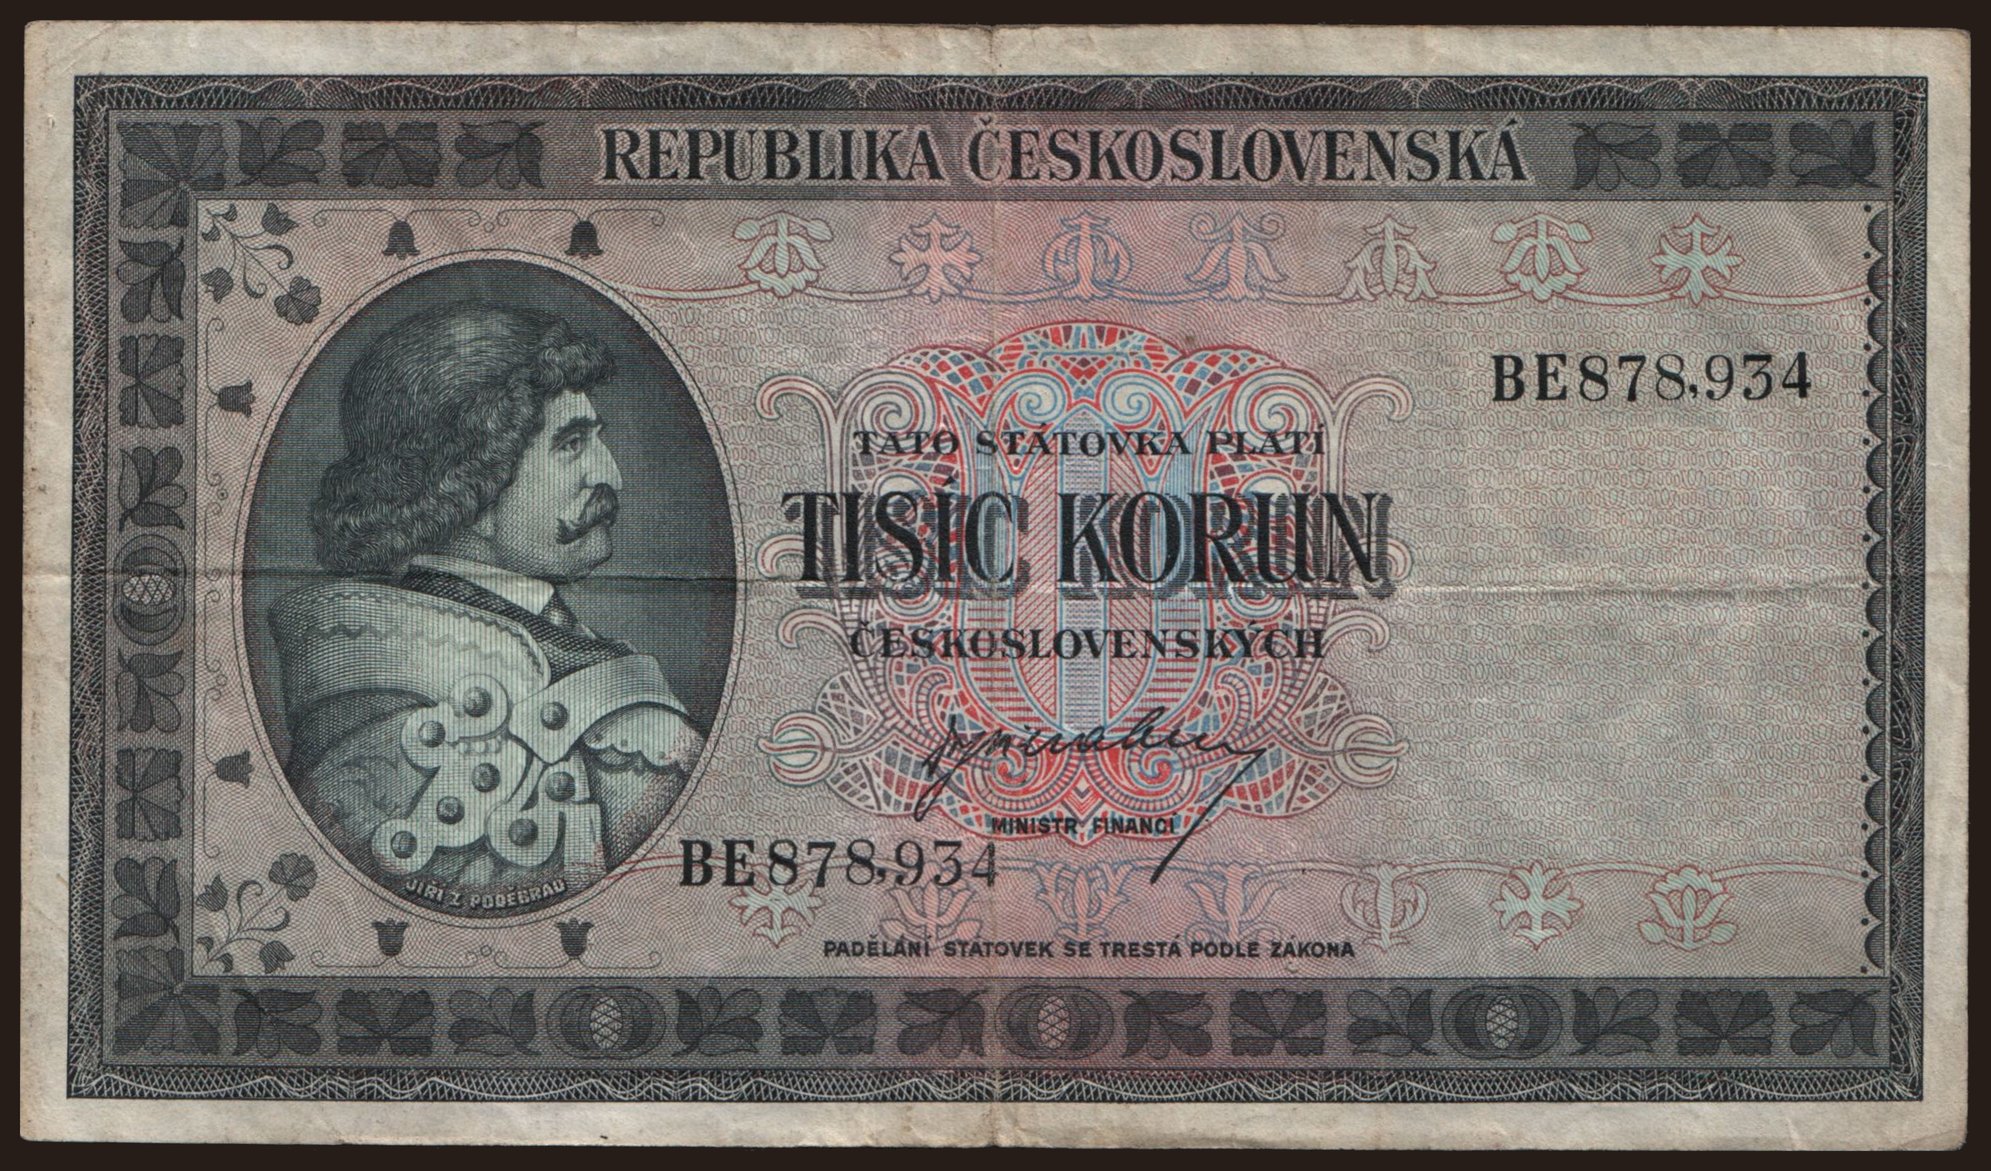 REPUBLIKA ČESKOSLOVENSKÁ
BE878,934
TATO STÁTOVKA PLATÍ
TISÍC KORUN
ČESKOSLOVENSKÝCH
MINISTR FINANCÍ
BE878,934
JIŘÍ Z PODĚBRAD
PADĚLÁNÍ STÁTOVEK SE TRESTÁ PODLE ZÁKONA